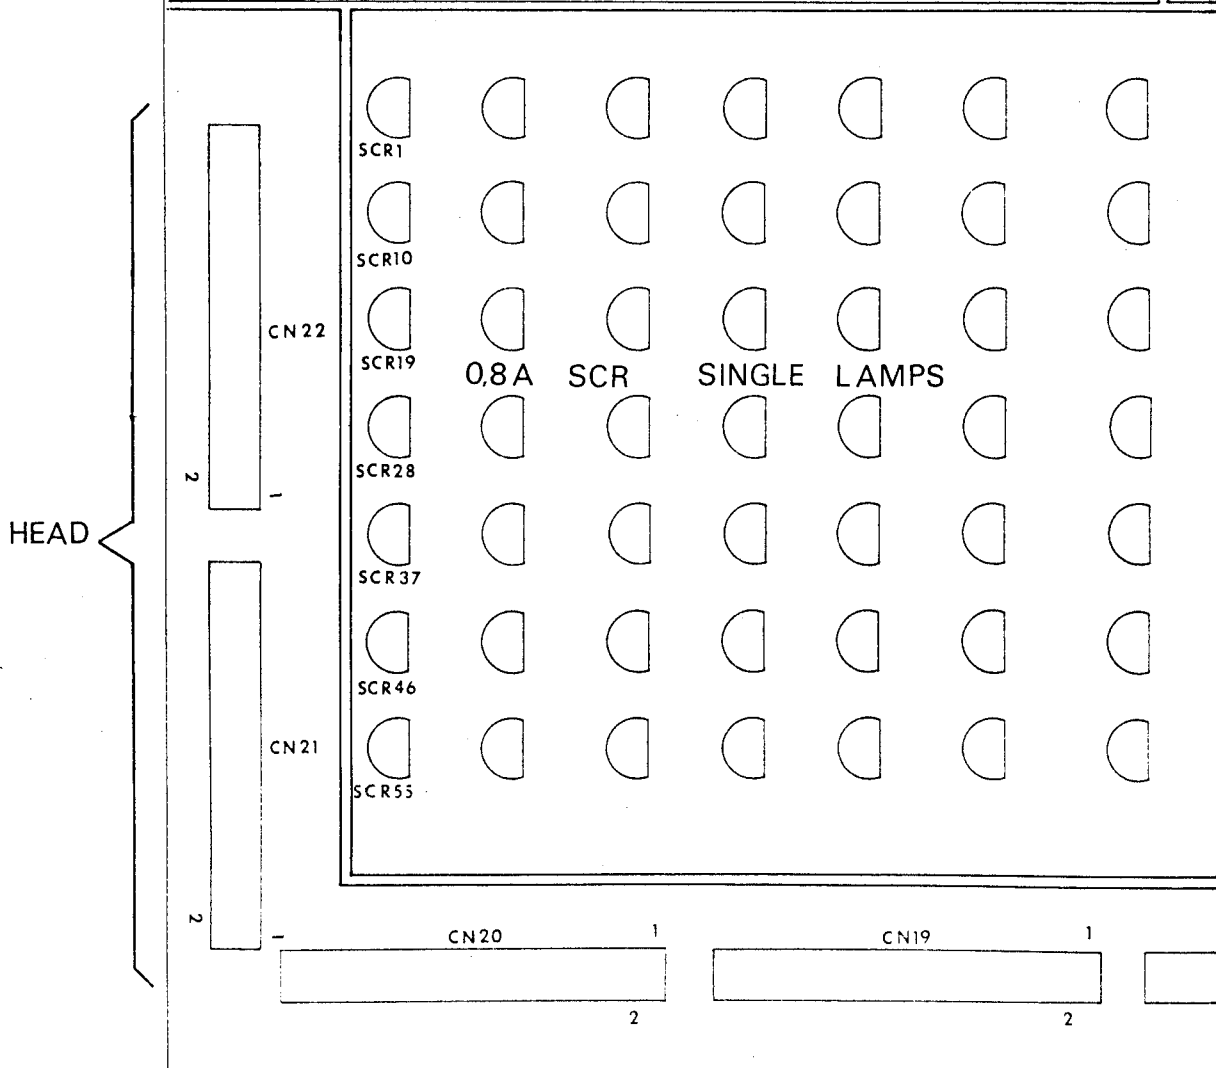 SCR1
SCR10
CN22
SCR19
0,8A SCR SINGLE LAMPS
SCR28
2
1
HEAD
SCR37
SCR46
CN21
SCR55
2
1
CN20
1
CN19
1
2
2